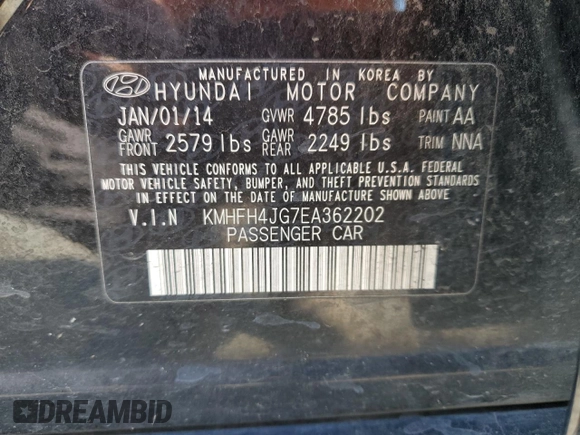 MANUFACTURED IN KOREA BY
HYUNDAI MOTOR COMPANY
JAN/01/14 GVWR 4785 lbs PAINT AA
GAWR FRONT 2579 lbs GAWR REAR 2249 lbs TRIM NNA
THIS VEHICLE CONFORMS TO ALL APPLICABLE U.S.A. FEDERAL
MOTOR VEHICLE SAFETY, BUMPER, AND THEFT PREVENTION STANDARDS
IN EFFECT ON THE DATE OF MANUFACTURE SHOWN ABOVE
V.I.N KMHFH4JG7EA362202
PASSENGER CAR
DREAMBID